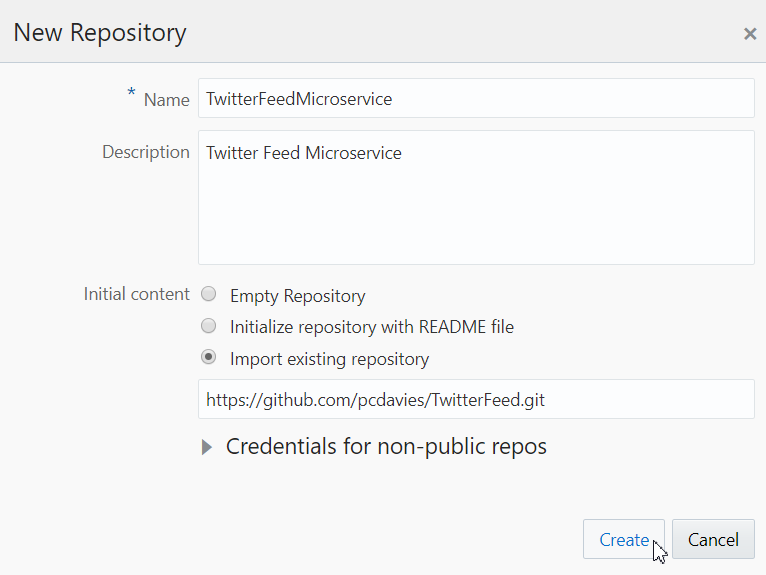 New Repository ×
* Name TwitterFeedMicroservice
Description Twitter Feed Microservice
Initial content Empty Repository
Initialize repository with README file
Import existing repository
https://github.com/pcdavies/TwitterFeed.git
Credentials for non-public repos
Create Cancel